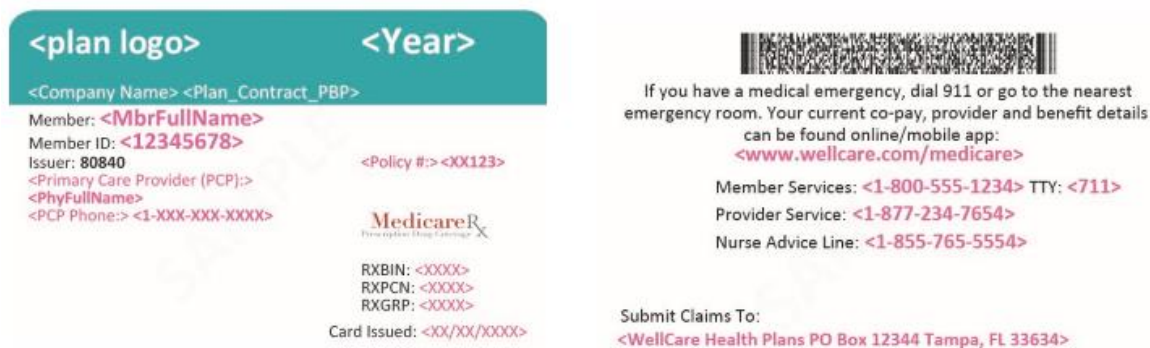 <plan logo>
<Year>
<Company Name> <Plan_Contract_PBP>
Member: <MbrFullName>
Member ID: <12345678>
Issuer: 80840
<Policy #:> <XX123>
<Primary Care Provider (PCP):>
<PhyFullName>
<PCP Phone:> <1-XXX-XXX-XXXX>
MedicareRx
Prescription Drug Coverage
RXBIN: <XXXX>
RXPCN: <XXXX>
RXGRP: <XXXX>
Card Issued: <XX/XX/XXXX>
SAMPLE
If you have a medical emergency, dial 911 or go to the nearest
emergency room. Your current co-pay, provider and benefit details
can be found online/mobile app:
<www.wellcare.com/medicare>
Member Services: <1-800-555-1234> TTY: <711>
Provider Service: <1-877-234-7654>
Nurse Advice Line: <1-855-765-5554>
Submit Claims To:
<WellCare Health Plans PO Box 12344 Tampa, FL 33634>